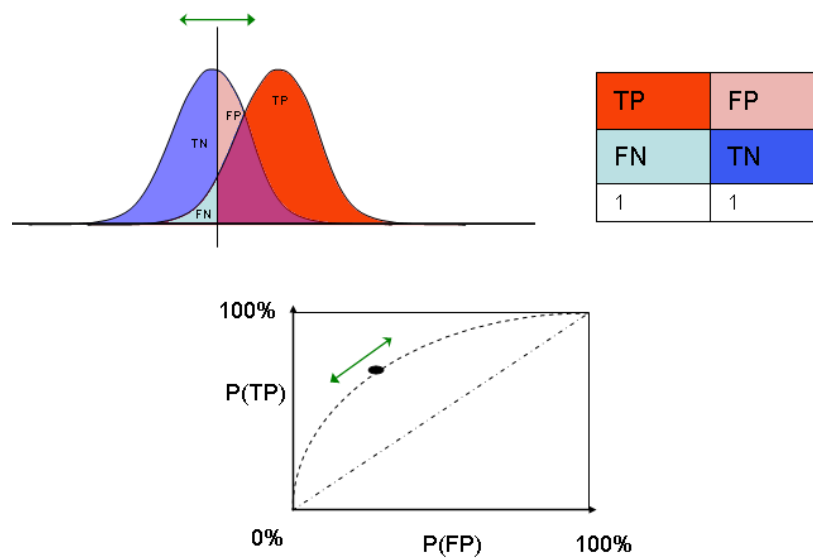 FP
TP
TN
FN
TP FP
FN TN
1 1
100%
P(TP)
0%
P(FP)
100%